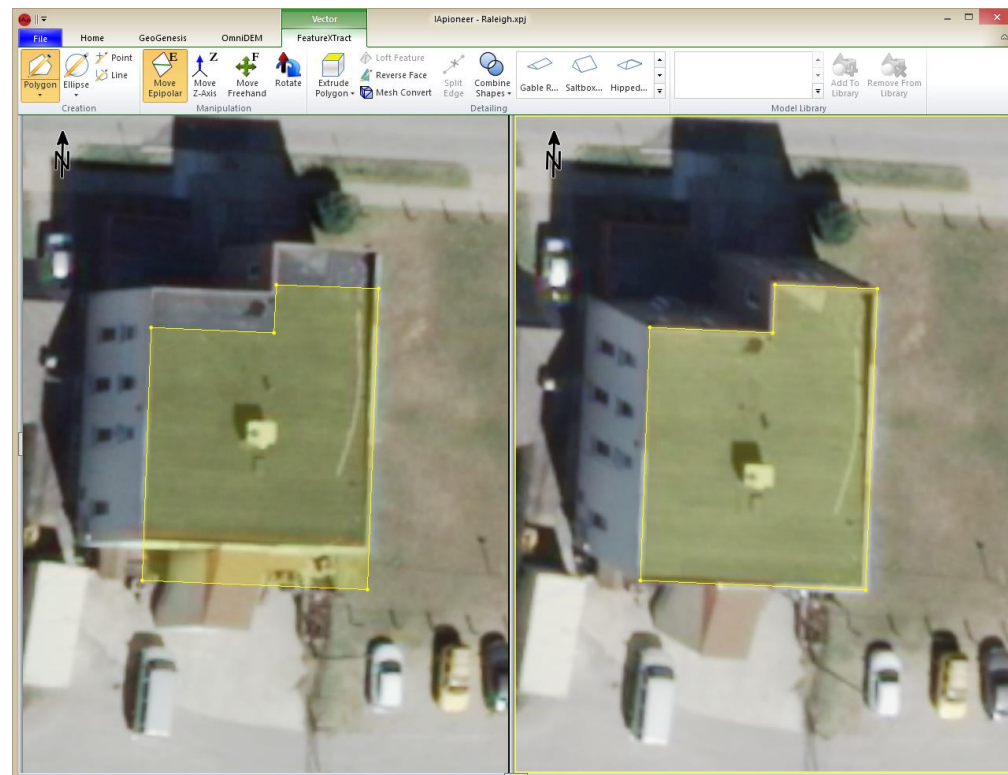 IAp
Vector
IApioneer - Raleigh.xpj
File Home GeoGenesis OmniDEM FeatureXTract
Polygon
Ellipse
Point
Line
Creation
E
Move Epipolar
Z
Move Z-Axis
F
Move Freehand
Rotate
Manipulation
Extrude Polygon
Loft Feature
Reverse Face
Mesh Convert
Split Edge
Combine Shapes
Gable R...
Saltbox...
Hipped...
Detailing
Add To Library
Remove From Library
Model Library
N
N